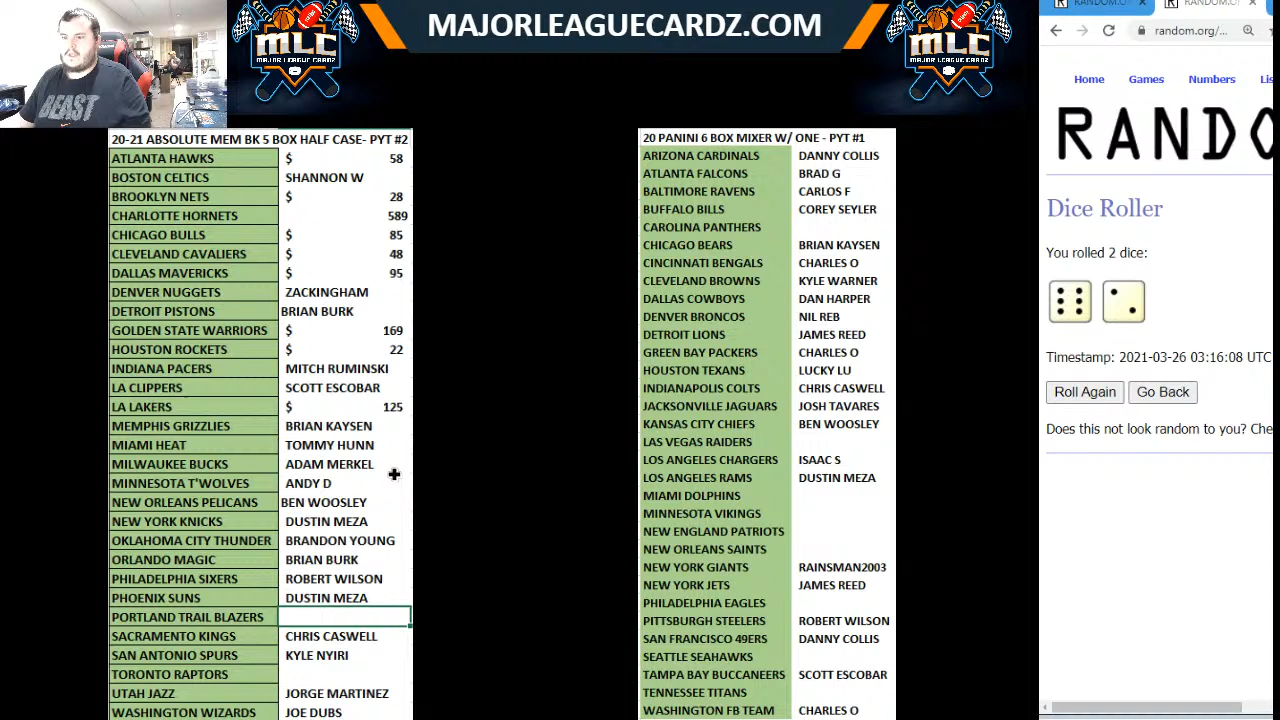 MAJORLEAGUECARDZ.COM
MLC
MAJOR LEAGUE CARDZ
MLC
MAJOR LEAGUE CARDZ
BEAST
20-21 ABSOLUTE MEM BK 5 BOX HALF CASE- PYT #2
ATLANTA HAWKS $ 58
BOSTON CELTICS SHANNON W
BROOKLYN NETS $ 28
CHARLOTTE HORNETS 589
CHICAGO BULLS $ 85
CLEVELAND CAVALIERS $ 48
DALLAS MAVERICKS $ 95
DENVER NUGGETS ZACKINGHAM
DETROIT PISTONS BRIAN BURK
GOLDEN STATE WARRIORS $ 169
HOUSTON ROCKETS $ 22
INDIANA PACERS MITCH RUMINSKI
LA CLIPPERS SCOTT ESCOBAR
LA LAKERS $ 125
MEMPHIS GRIZZLIES BRIAN KAYSEN
MIAMI HEAT TOMMY HUNN
MILWAUKEE BUCKS ADAM MERKEL
MINNESOTA T'WOLVES ANDY D
NEW ORLEANS PELICANS BEN WOOSLEY
NEW YORK KNICKS DUSTIN MEZA
OKLAHOMA CITY THUNDER BRANDON YOUNG
ORLANDO MAGIC BRIAN BURK
PHILADELPHIA SIXERS ROBERT WILSON
PHOENIX SUNS DUSTIN MEZA
PORTLAND TRAIL BLAZERS
SACRAMENTO KINGS CHRIS CASWELL
SAN ANTONIO SPURS KYLE NYIRI
TORONTO RAPTORS
UTAH JAZZ JORGE MARTINEZ
WASHINGTON WIZARDS JOE DUBS
20 PANINI 6 BOX MIXER W/ ONE - PYT #1
ARIZONA CARDINALS DANNY COLLIS
ATLANTA FALCONS BRAD G
BALTIMORE RAVENS CARLOS F
BUFFALO BILLS COREY SEYLER
CAROLINA PANTHERS
CHICAGO BEARS BRIAN KAYSEN
CINCINNATI BENGALS CHARLES O
CLEVELAND BROWNS KYLE WARNER
DALLAS COWBOYS DAN HARPER
DENVER BRONCOS NIL REB
DETROIT LIONS JAMES REED
GREEN BAY PACKERS CHARLES O
HOUSTON TEXANS LUCKY LU
INDIANAPOLIS COLTS CHRIS CASWELL
JACKSONVILLE JAGUARS JOSH TAVARES
KANSAS CITY CHIEFS BEN WOOSLEY
LAS VEGAS RAIDERS
LOS ANGELES CHARGERS ISAAC S
LOS ANGELES RAMS DUSTIN MEZA
MIAMI DOLPHINS
MINNESOTA VIKINGS
NEW ENGLAND PATRIOTS
NEW ORLEANS SAINTS
NEW YORK GIANTS RAINSMAN2003
NEW YORK JETS JAMES REED
PHILADELPHIA EAGLES
PITTSBURGH STEELERS ROBERT WILSON
SAN FRANCISCO 49ERS DANNY COLLIS
SEATTLE SEAHAWKS
TAMPA BAY BUCCANEERS SCOTT ESCOBAR
TENNESSEE TITANS
WASHINGTON FB TEAM CHARLES O
random.org/...
Home Games Numbers Lis
RANDO
Dice Roller
You rolled 2 dice:
Timestamp: 2021-03-26 03:16:08 UTC
Roll Again Go Back
Does this not look random to you? Che